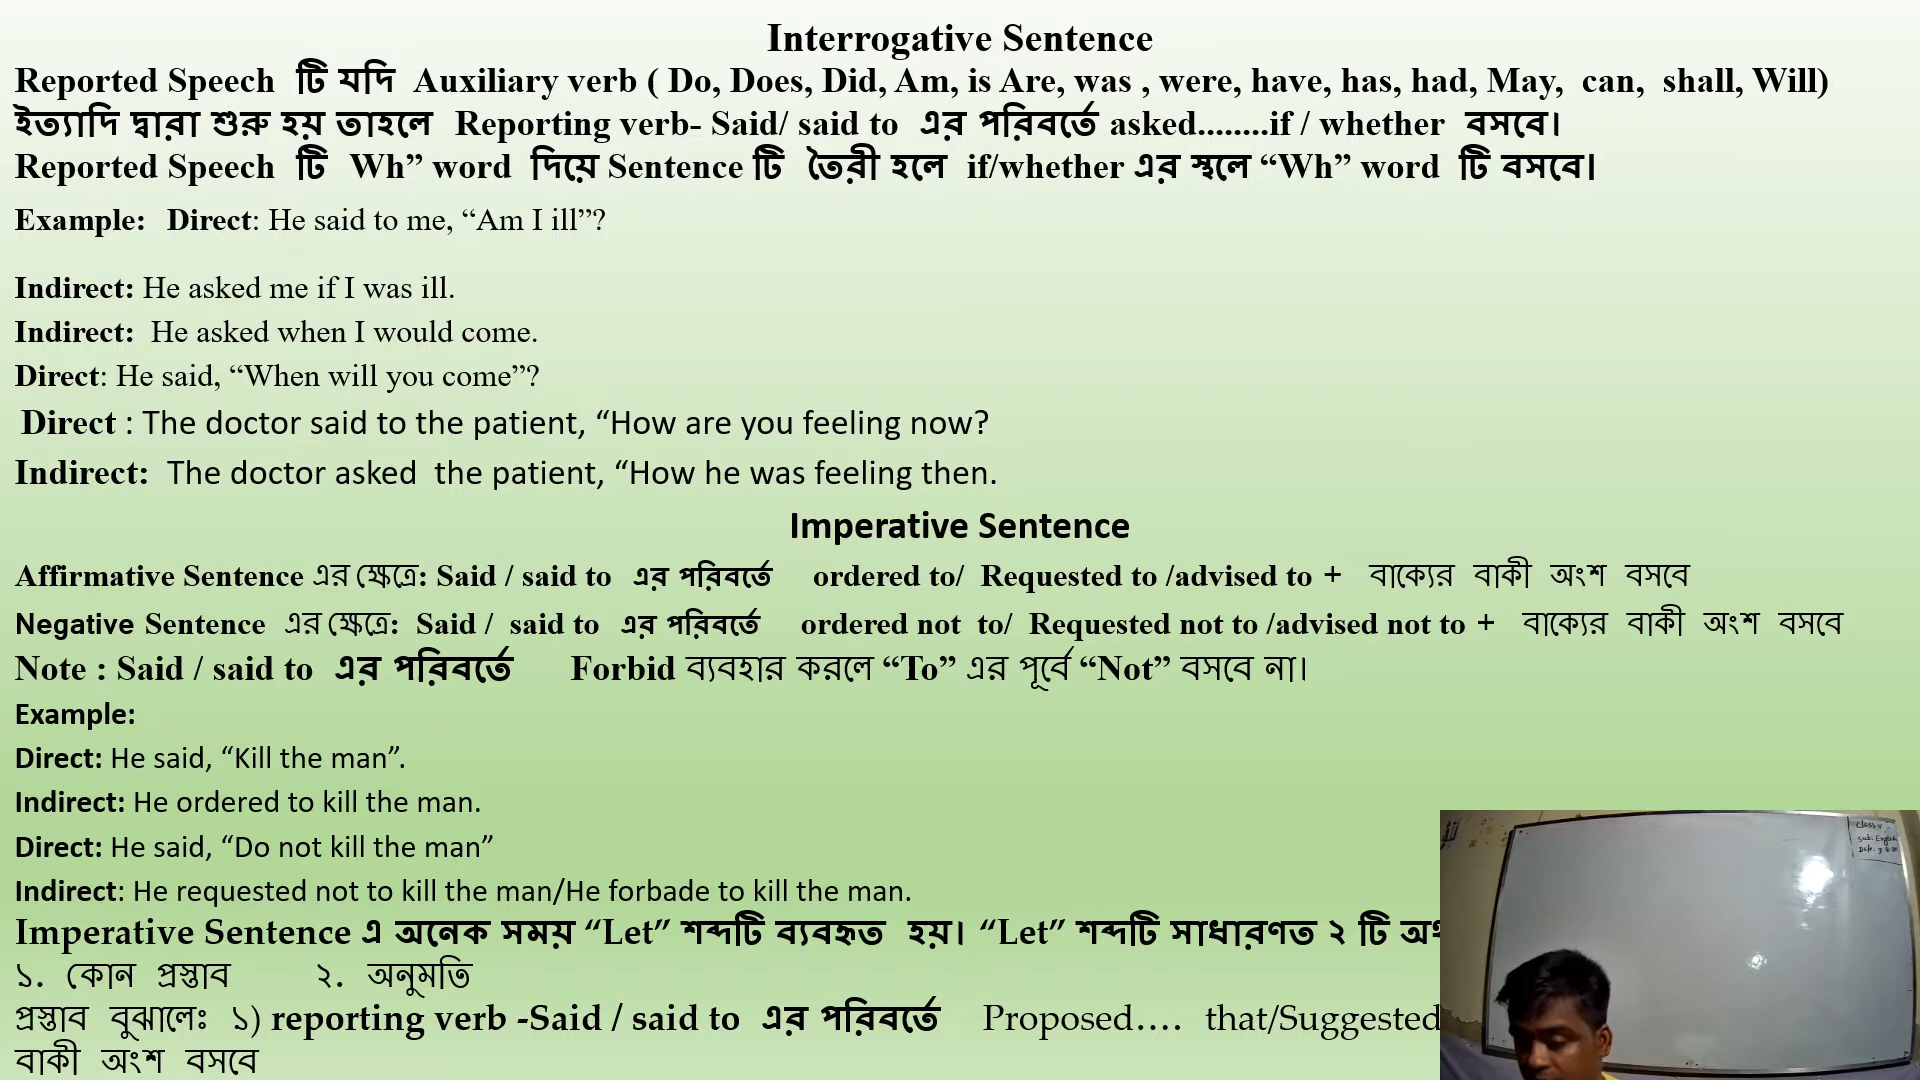 Interrogative Sentence
Reported Speech টি যদি Auxiliary verb ( Do, Does, Did, Am, is Are, was , were, have, has, had, May, can, shall, Will)
ইত্যাদি দ্বারা শুরু হয় তাহলে Reporting verb- Said/ said to এর পরিবর্তে asked........if / whether বসবে।
Reported Speech টি Wh” word দিয়ে Sentence টি তৈরী হলে if/whether এর স্থলে “Wh” word টি বসবে।
Example: Direct: He said to me, “Am I ill”?
Indirect: He asked me if I was ill.
Indirect: He asked when I would come.
Direct: He said, “When will you come”?
Direct : The doctor said to the patient, “How are you feeling now?
Indirect: The doctor asked the patient, “How he was feeling then.
Imperative Sentence
Affirmative Sentence এর ক্ষেত্রে: Said / said to এর পরিবর্তে ordered to/ Requested to /advised to + বাক্যের বাকী অংশ বসবে
Negative Sentence এর ক্ষেত্রে: Said / said to এর পরিবর্তে ordered not to/ Requested not to /advised not to + বাক্যের বাকী অংশ বসবে
Note : Said / said to এর পরিবর্তে Forbid ব্যবহার করলে “To” এর পূর্বে “Not” বসবে না।
Example:
Direct: He said, “Kill the man”.
Indirect: He ordered to kill the man.
Direct: He said, “Do not kill the man”
Indirect: He requested not to kill the man/He forbade to kill the man.
Imperative Sentence এ অনেক সময় “Let” শব্দটি ব্যবহৃত হয়। “Let” শব্দটি সাধারণত ২ টি
১. কোন প্রস্তাব ২. অনুমতি
প্রস্তাব বুঝালেঃ ১) reporting verb -Said / said to এর পরিবর্তে Proposed…. that/Suggested
বাকী অংশ বসবে
Class-v
Sub: English